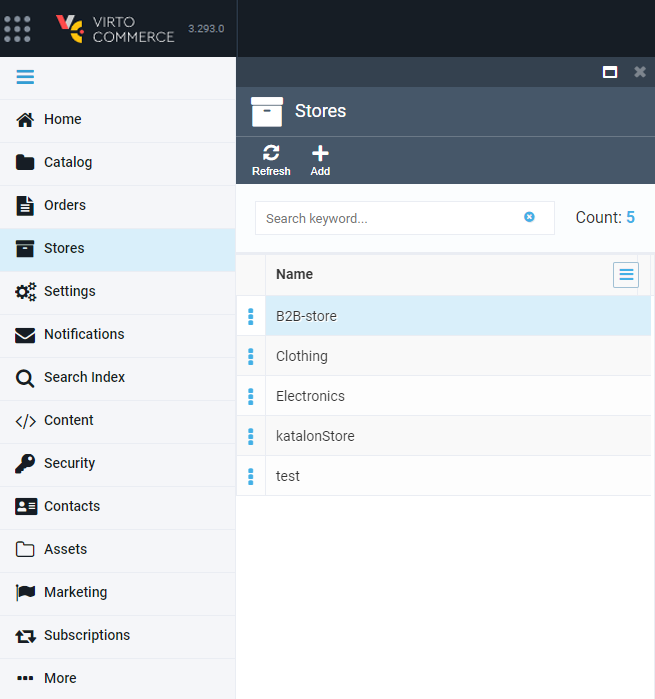 VIRTO
COMMERCE
3.293.0
Home
Catalog
Orders
Stores
Settings
Notifications
Search Index
Content
Security
Contacts
Assets
Marketing
Subscriptions
More
Stores
Refresh
Add
Search keyword...
Count: 5
Name
B2B-store
Clothing
Electronics
katalonStore
test